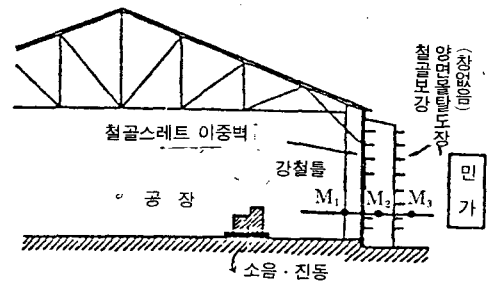 철골스레트 이중벽
강철틀
공장
M₁ M₂ M₃
소음·진동
(창없음)
양면몰탈도장
철골보강
민가